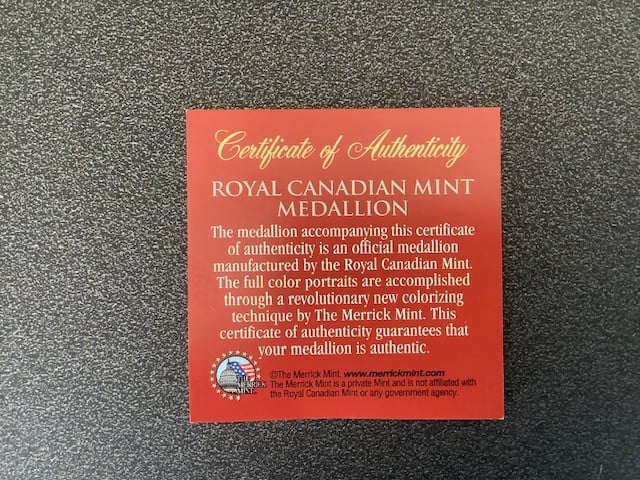 Certificate of Authenticity
ROYAL CANADIAN MINT
MEDALLION
The medallion accompanying this certificate
of authenticity is an official medallion
manufactured by the Royal Canadian Mint.
The full color portraits are accomplished
through a revolutionary new colorizing
technique by The Merrick Mint. This
certificate of authenticity guarantees that
your medallion is authentic.
THE
MERRICK
MINT
©The Merrick Mint. www.merrickmint.com
The Merrick Mint is a private Mint and is not affiliated with
the Royal Canadian Mint or any government agency.